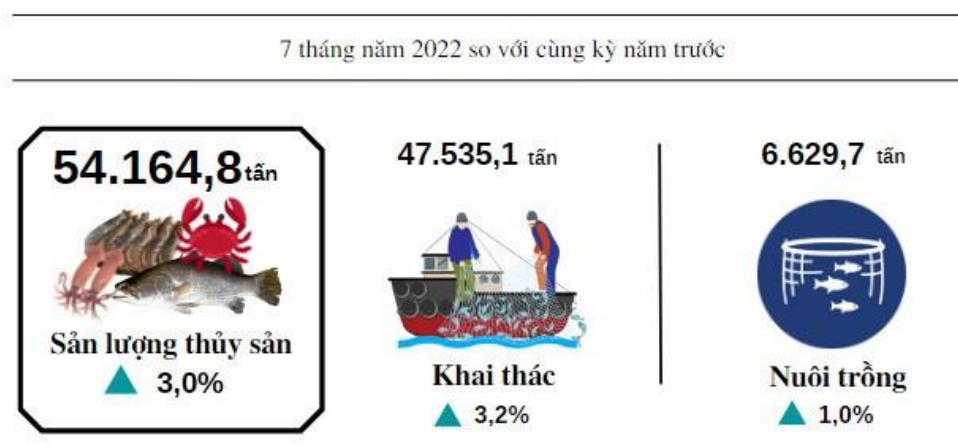 7 tháng năm 2022 so với cùng kỳ năm trước
54.164,8 tấn
Sản lượng thủy sản
3,0%
47.535,1 tấn
Khai thác
3,2%
6.629,7 tấn
Nuôi trồng
1,0%